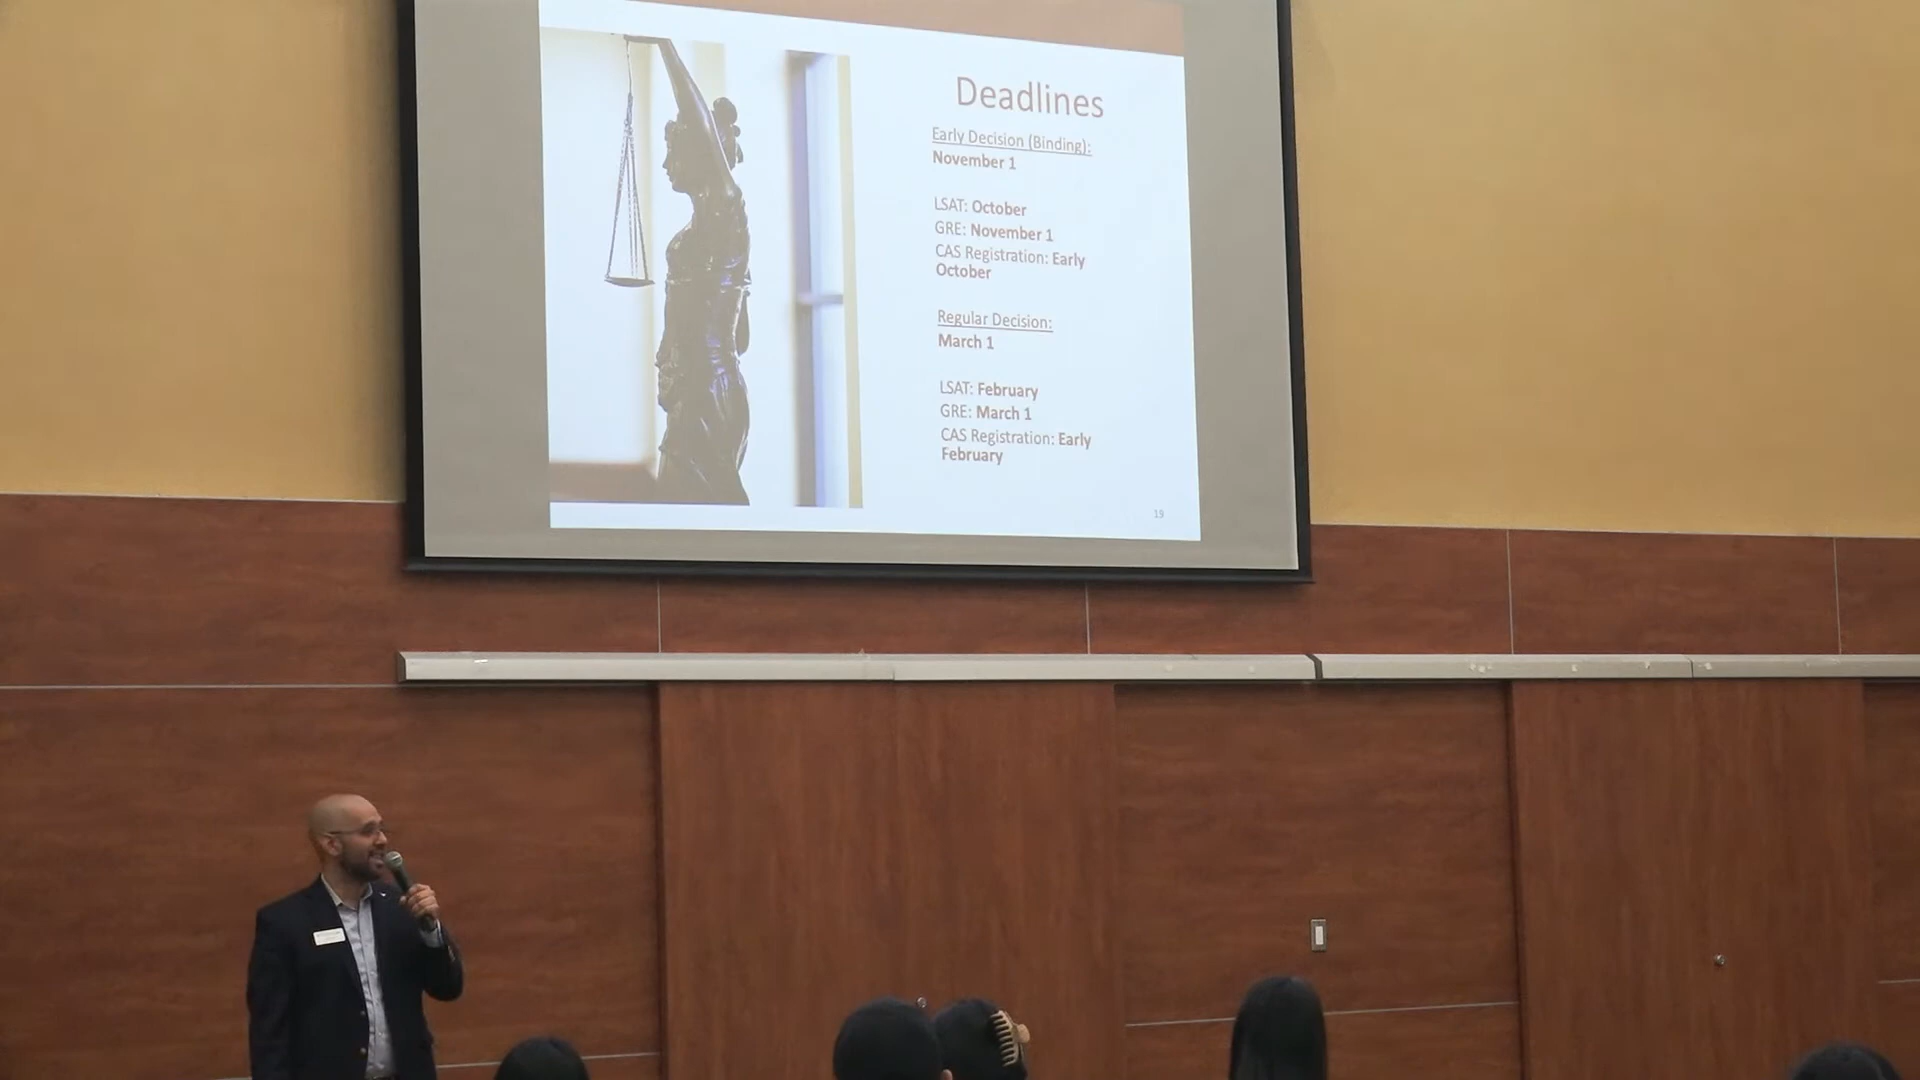 Deadlines
Early Decision (Binding):
November 1
LSAT: October
GRE: November 1
CAS Registration: Early
October
Regular Decision:
March 1
LSAT: February
GRE: March 1
CAS Registration: Early
February
19